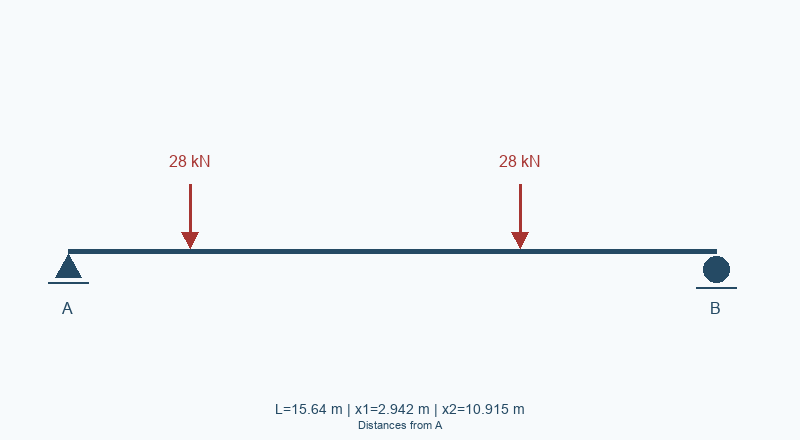 28 kN 28 kN
A B
L=15.64 m | x1=2.942 m | x2=10.915 m
Distances from A